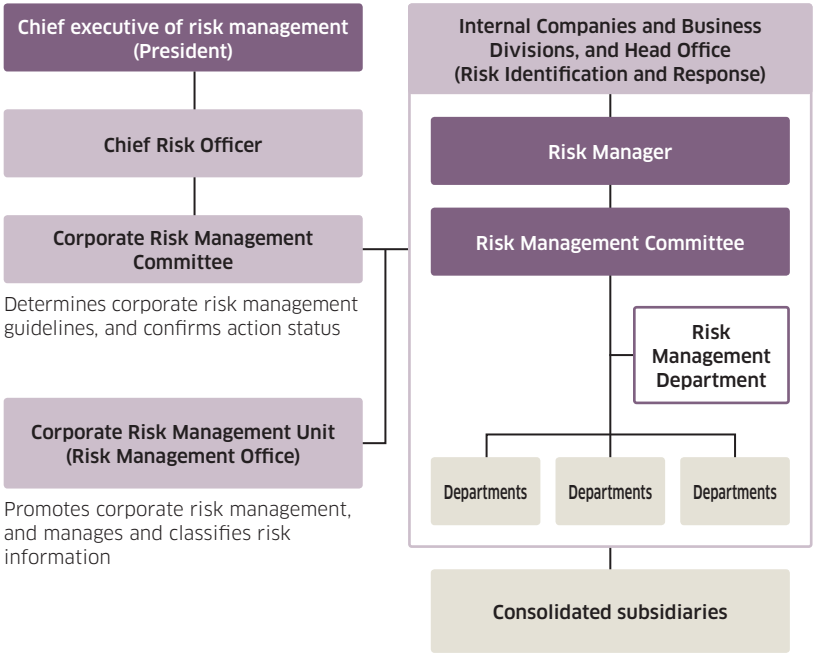 Chief executive of risk management
(President)
Chief Risk Officer
Corporate Risk Management
Committee
Determines corporate risk management
guidelines, and confirms action status
Corporate Risk Management Unit
(Risk Management Office)
Promotes corporate risk management,
and manages and classifies risk
information
Internal Companies and Business
Divisions, and Head Office
(Risk Identification and Response)
Risk Manager
Risk Management Committee
Risk
Management
Department
Departments
Departments
Departments
Consolidated subsidiaries